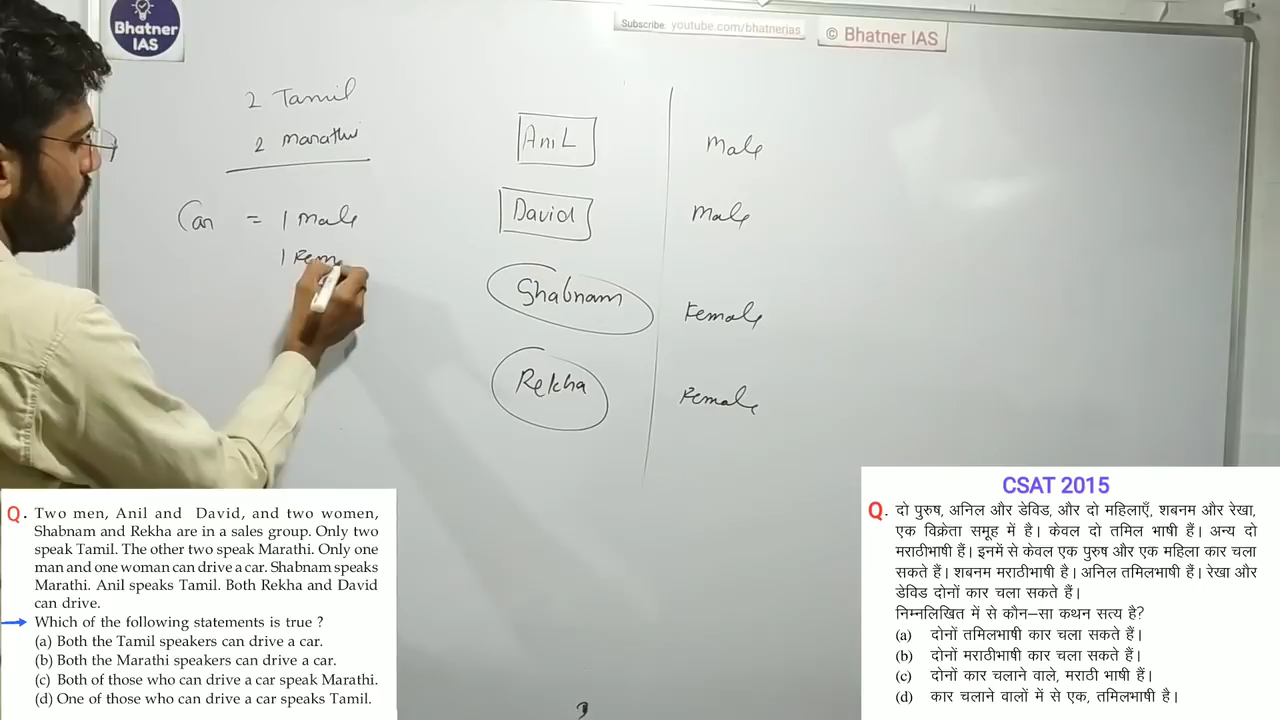 Bhatner
IAS
Subscribe: youtube.com/bhatnerias
© Bhatner IAS
2 Tamil
2 Marathi
Car = 1 Male
1 Fem
Anil
Male
David
Male
Shabnam
Female
Rekha
Female
Q. Two men, Anil and David, and two women,
Shabnam and Rekha are in a sales group. Only two
speak Tamil. The other two speak Marathi. Only one
man and one woman can drive a car. Shabnam speaks
Marathi. Anil speaks Tamil. Both Rekha and David
can drive.
Which of the following statements is true ?
(a) Both the Tamil speakers can drive a car.
(b) Both the Marathi speakers can drive a car.
(c) Both of those who can drive a car speak Marathi.
(d) One of those who can drive a car speaks Tamil.
CSAT 2015
Q. दो पुरुष, अनिल और डेविड, और दो महिलाएँ, शबनम और रेखा,
एक विक्रेता समूह में है। केवल दो तमिल भाषी हैं। अन्य दो
मराठीभाषी हैं। इनमें से केवल एक पुरुष और एक महिला कार चला
सकते हैं। शबनम मराठीभाषी है। अनिल तमिलभाषी हैं। रेखा और
डेविड दोनों कार चला सकते हैं।
निम्नलिखित में से कौन–सा कथन सत्य है?
(a) दोनों तमिलभाषी कार चला सकते हैं।
(b) दोनों मराठीभाषी कार चला सकते हैं।
(c) दोनों कार चलाने वाले, मराठी भाषी हैं।
(d) कार चलाने वालों में से एक, तमिलभाषी है।